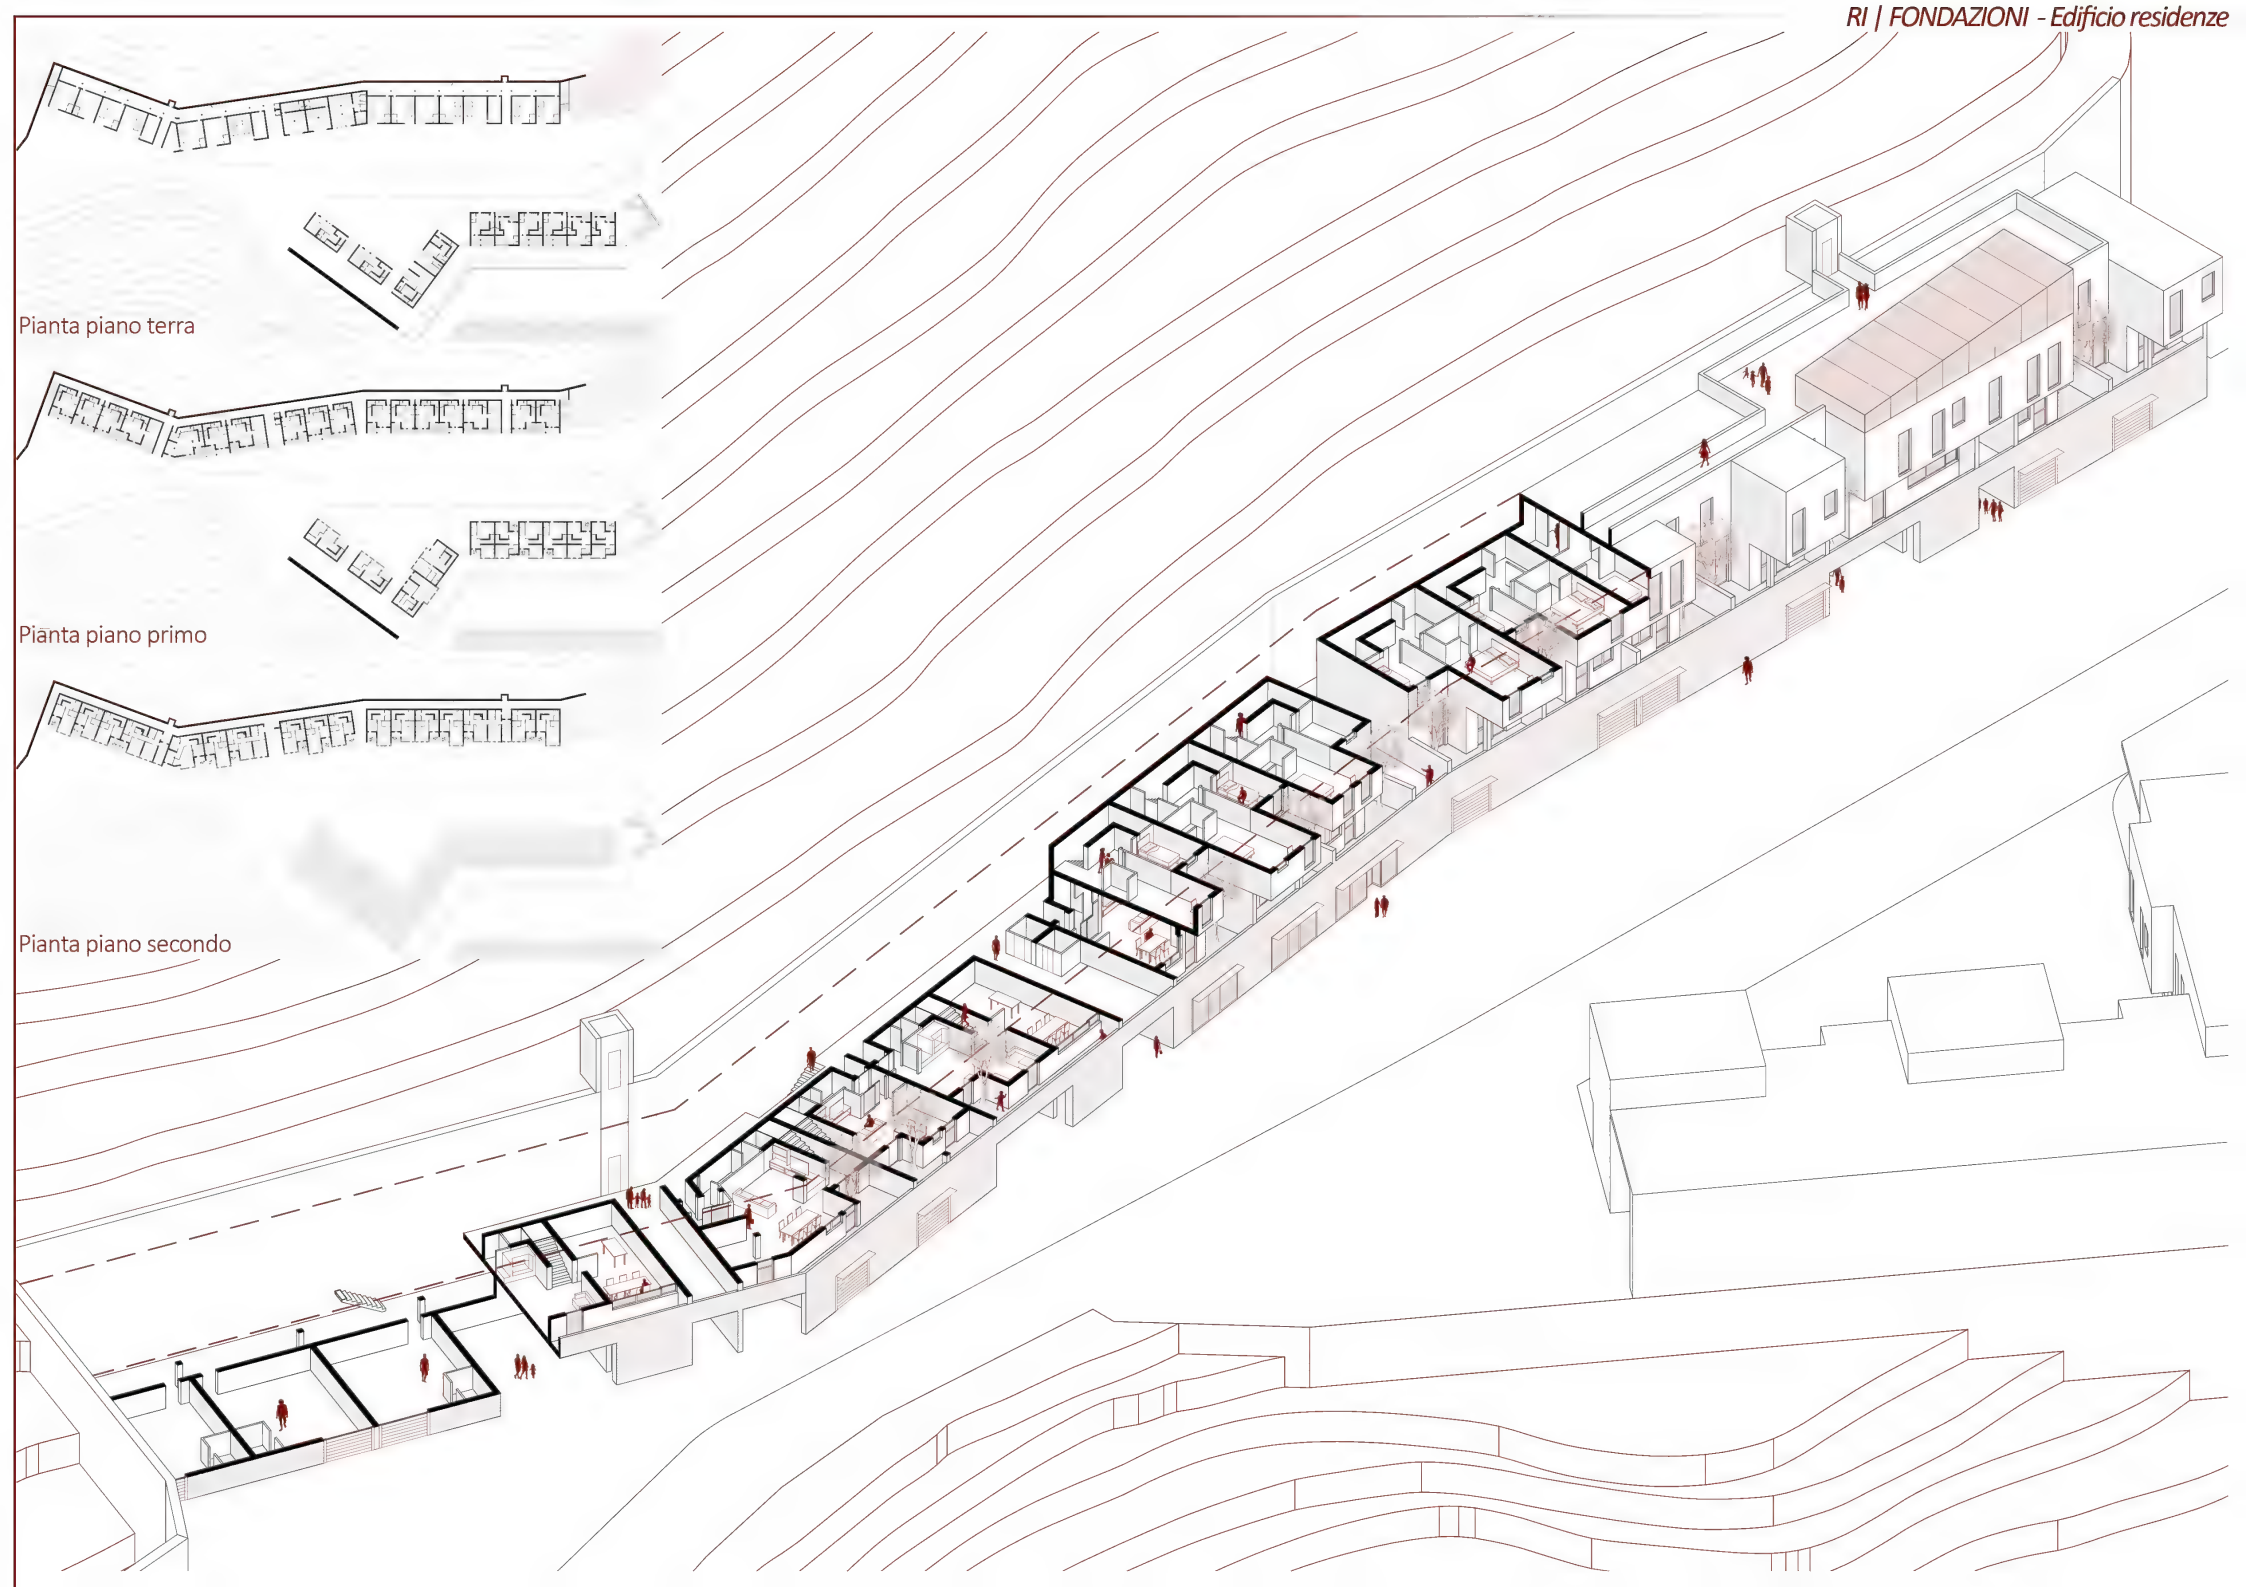 RI | FONDAZIONI - Edificio residenze
Pianta piano terra
Pianta piano primo
Pianta piano secondo